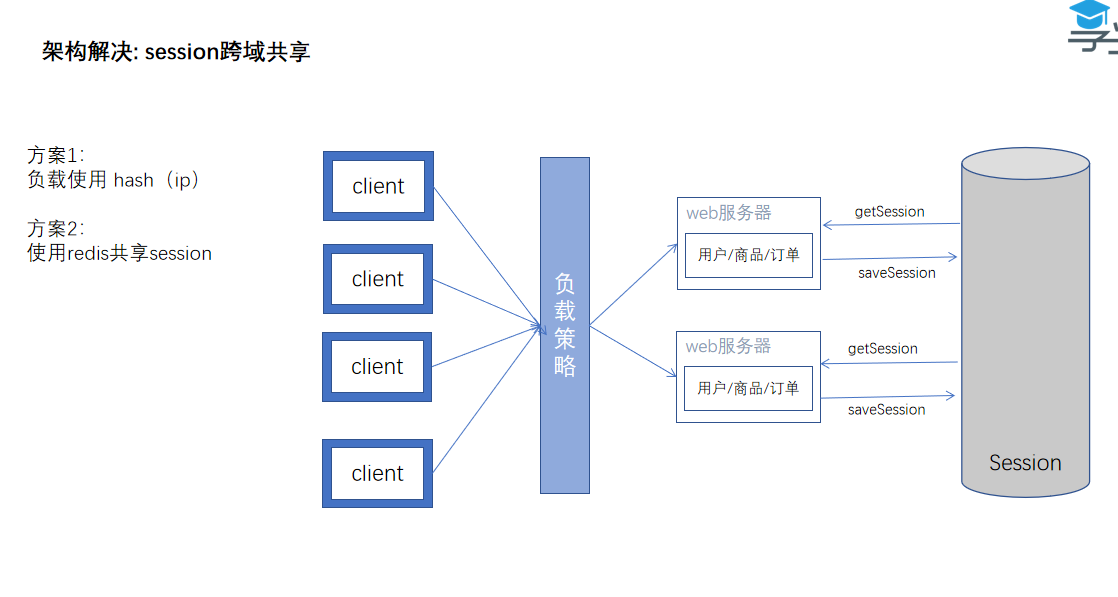 架构解决: session跨域共享
方案1：
负载使用 hash（ip）
方案2：
使用redis共享session
client
client
client
client
负载策略
web服务器
用户/商品/订单
web服务器
用户/商品/订单
getSession
saveSession
getSession
saveSession
Session